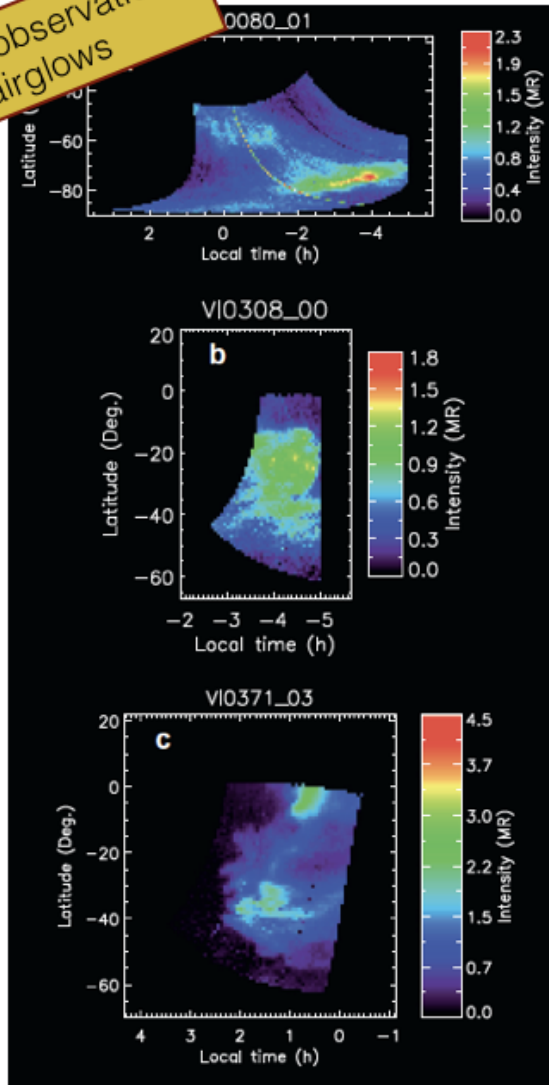 airglows
0080_01
2.3
1.9
1.5
1.2
0.8
0.4
0.0
Intensity (MR)
Latitude
−60
−80
2 0 −2 −4
Local time (h)
VI0308_00
b
20
0
−20
−40
−60
Latitude (Deg.)
−2 −3 −4 −5
Local time (h)
1.8
1.5
1.2
0.9
0.6
0.3
0.0
Intensity (MR)
VI0371_03
c
20
0
−20
−40
−60
Latitude (Deg.)
4 3 2 1 0 −1
Local time (h)
4.5
3.7
3.0
2.2
1.5
0.7
0.0
Intensity (MR)